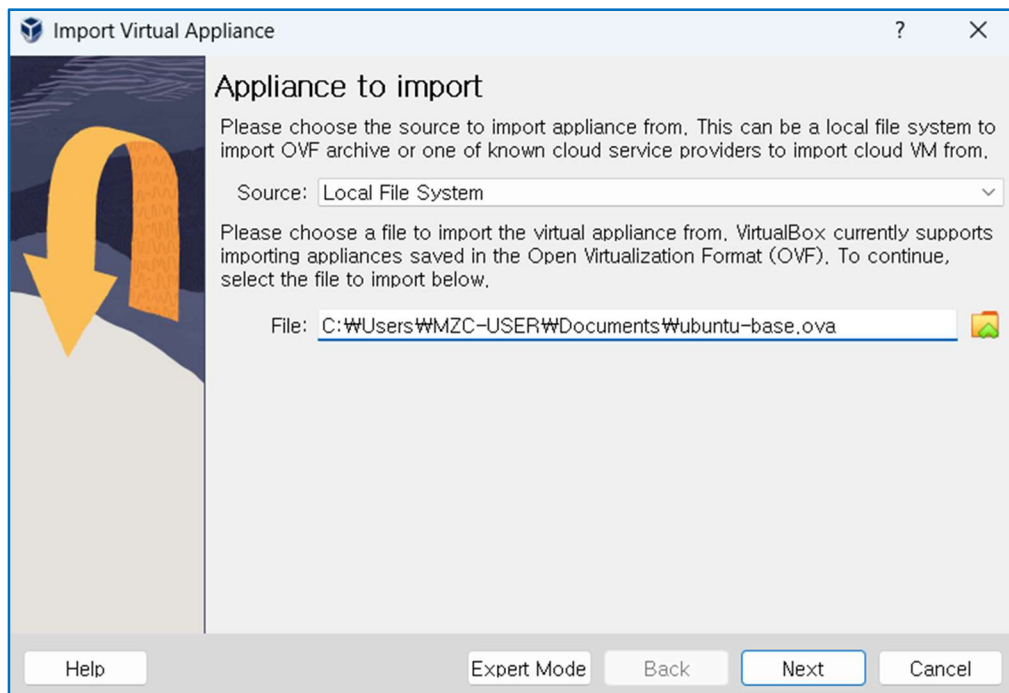 Import Virtual Appliance
?
Appliance to import
Please choose the source to import appliance from. This can be a local file system to
import OVF archive or one of known cloud service providers to import cloud VM from.
Source: Local File System
Please choose a file to import the virtual appliance from. VirtualBox currently supports
importing appliances saved in the Open Virtualization Format (OVF). To continue,
select the file to import below.
File: C:₩Users₩MZC-USER₩Documents₩ubuntu-base.ova
Help Expert Mode Back Next Cancel